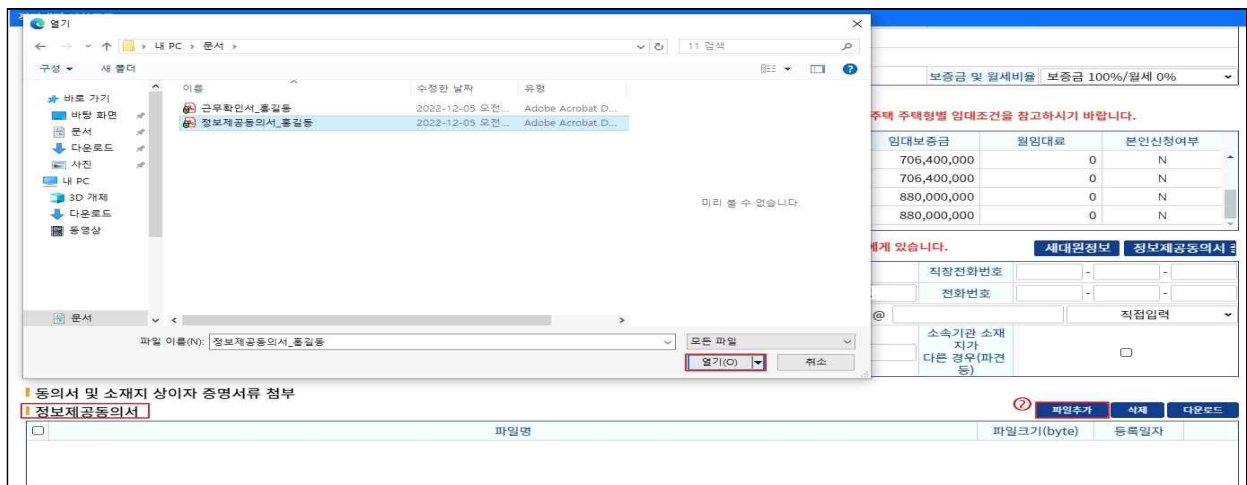 열기
내 PC > 문서 >
11 검색
구성 새 폴더
이름 수정한 날짜 유형
근무확인서_홍길동 2022-12-05 오전... Adobe Acrobat D...
정보제공동의서_홍길동 2022-12-05 오전... Adobe Acrobat D...
바로 가기
바탕 화면
문서
다운로드
사진
내 PC
3D 개체
다운로드
동영상
문서
미리 볼 수 없습니다.
파일 이름(N): 정보제공동의서_홍길동 모든 파일
열기(O) 취소
보증금 및 월세비율 보증금 100%/월세 0%
주택 주택형별 임대조건을 참고하시기 바랍니다.
임대보증금 월임대료 본인신청여부
706,400,000 0 N
706,400,000 0 N
880,000,000 0 N
880,000,000 0 N
에게 있습니다. 세대원정보 정보제공동의서
직장전화번호 - -
전화번호 - -
@ 직접입력
소속기관 소재
지가
다른 경우(파견
등)
동의서 및 소재지 상이자 증명서류 첨부
정보제공동의서 ② 파일추가 삭제 다운로드
파일명 파일크기(byte) 등록일자